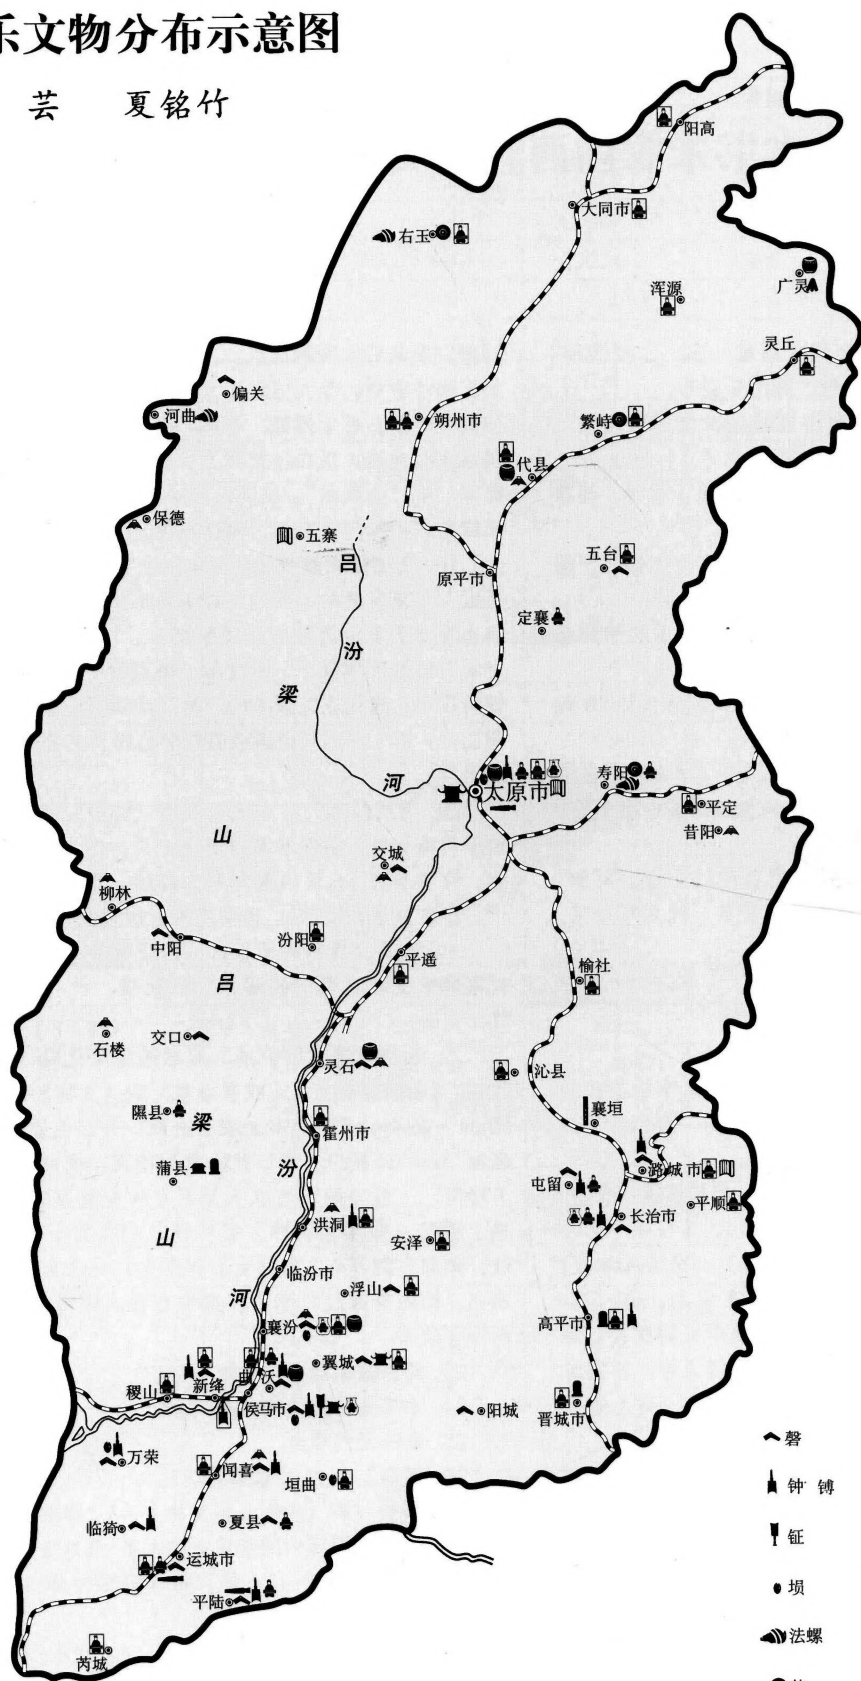 乐文物分布示意图
芸 夏铭竹
阳高
大同市
右玉
浑源
广灵
灵丘
偏关
河曲
朔州市
繁峙
代县
保德
五寨
吕
五台
原平市
定襄
汾
梁
河
太原市
寿阳
平定
昔阳
山
交城
柳林
中阳
汾阳
平遥
榆社
吕
石楼
交口
灵石
沁县
隰县
梁
霍州市
襄垣
汾
蒲县
潞城市
屯留
平顺
洪洞
长治市
山
安泽
临汾市
浮山
河
襄汾
高平市
翼城
曲沃
稷山
新绛
侯马市
阳城
晋城市
磬
万荣
闻喜
垣曲
钟 镈
临猗
夏县
钲
运城市
埙
平陆
法螺
芮城